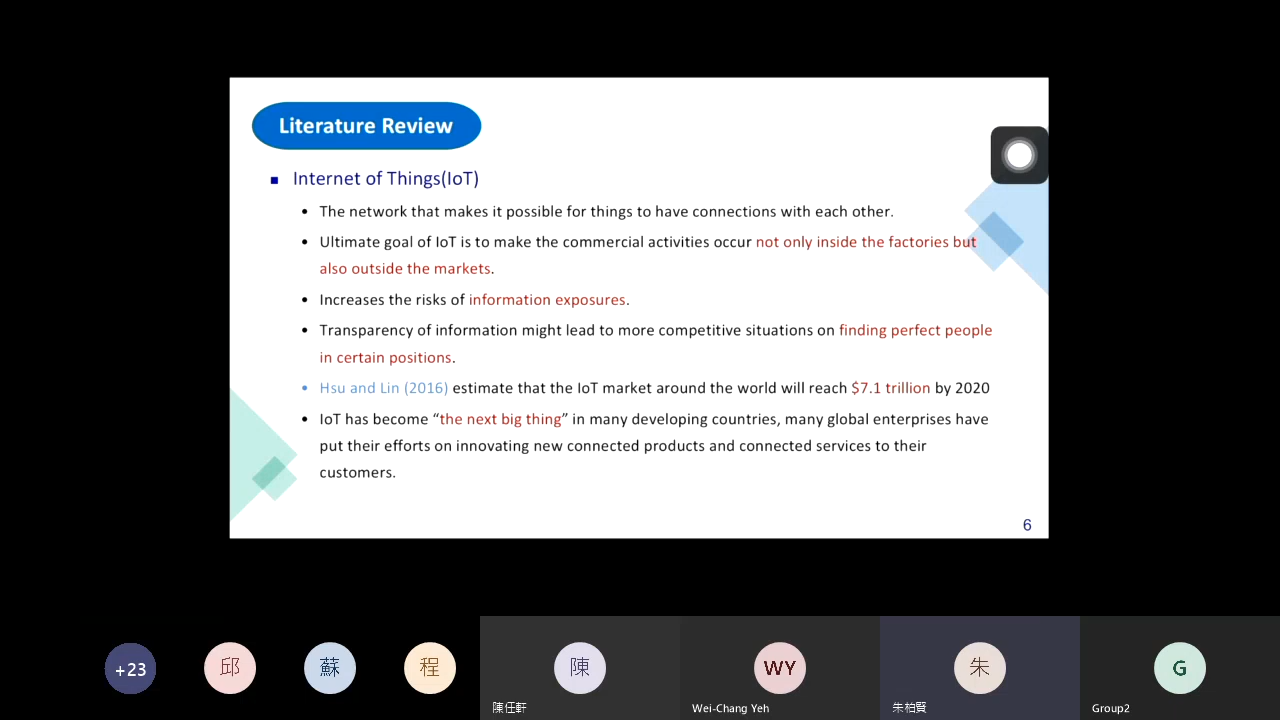 Literature Review
Internet of Things(IoT)
The network that makes it possible for things to have connections with each other.
Ultimate goal of IoT is to make the commercial activities occur not only inside the factories but
also outside the markets.
Increases the risks of information exposures.
Transparency of information might lead to more competitive situations on finding perfect people
in certain positions.
Hsu and Lin (2016) estimate that the IoT market around the world will reach $7.1 trillion by 2020
IoT has become “the next big thing” in many developing countries, many global enterprises have
put their efforts on innovating new connected products and connected services to their
customers.
6
+23
邱
蘇
程
陳
WY
朱
G
陳任軒
Wei-Chang Yeh
朱柏賢
Group2